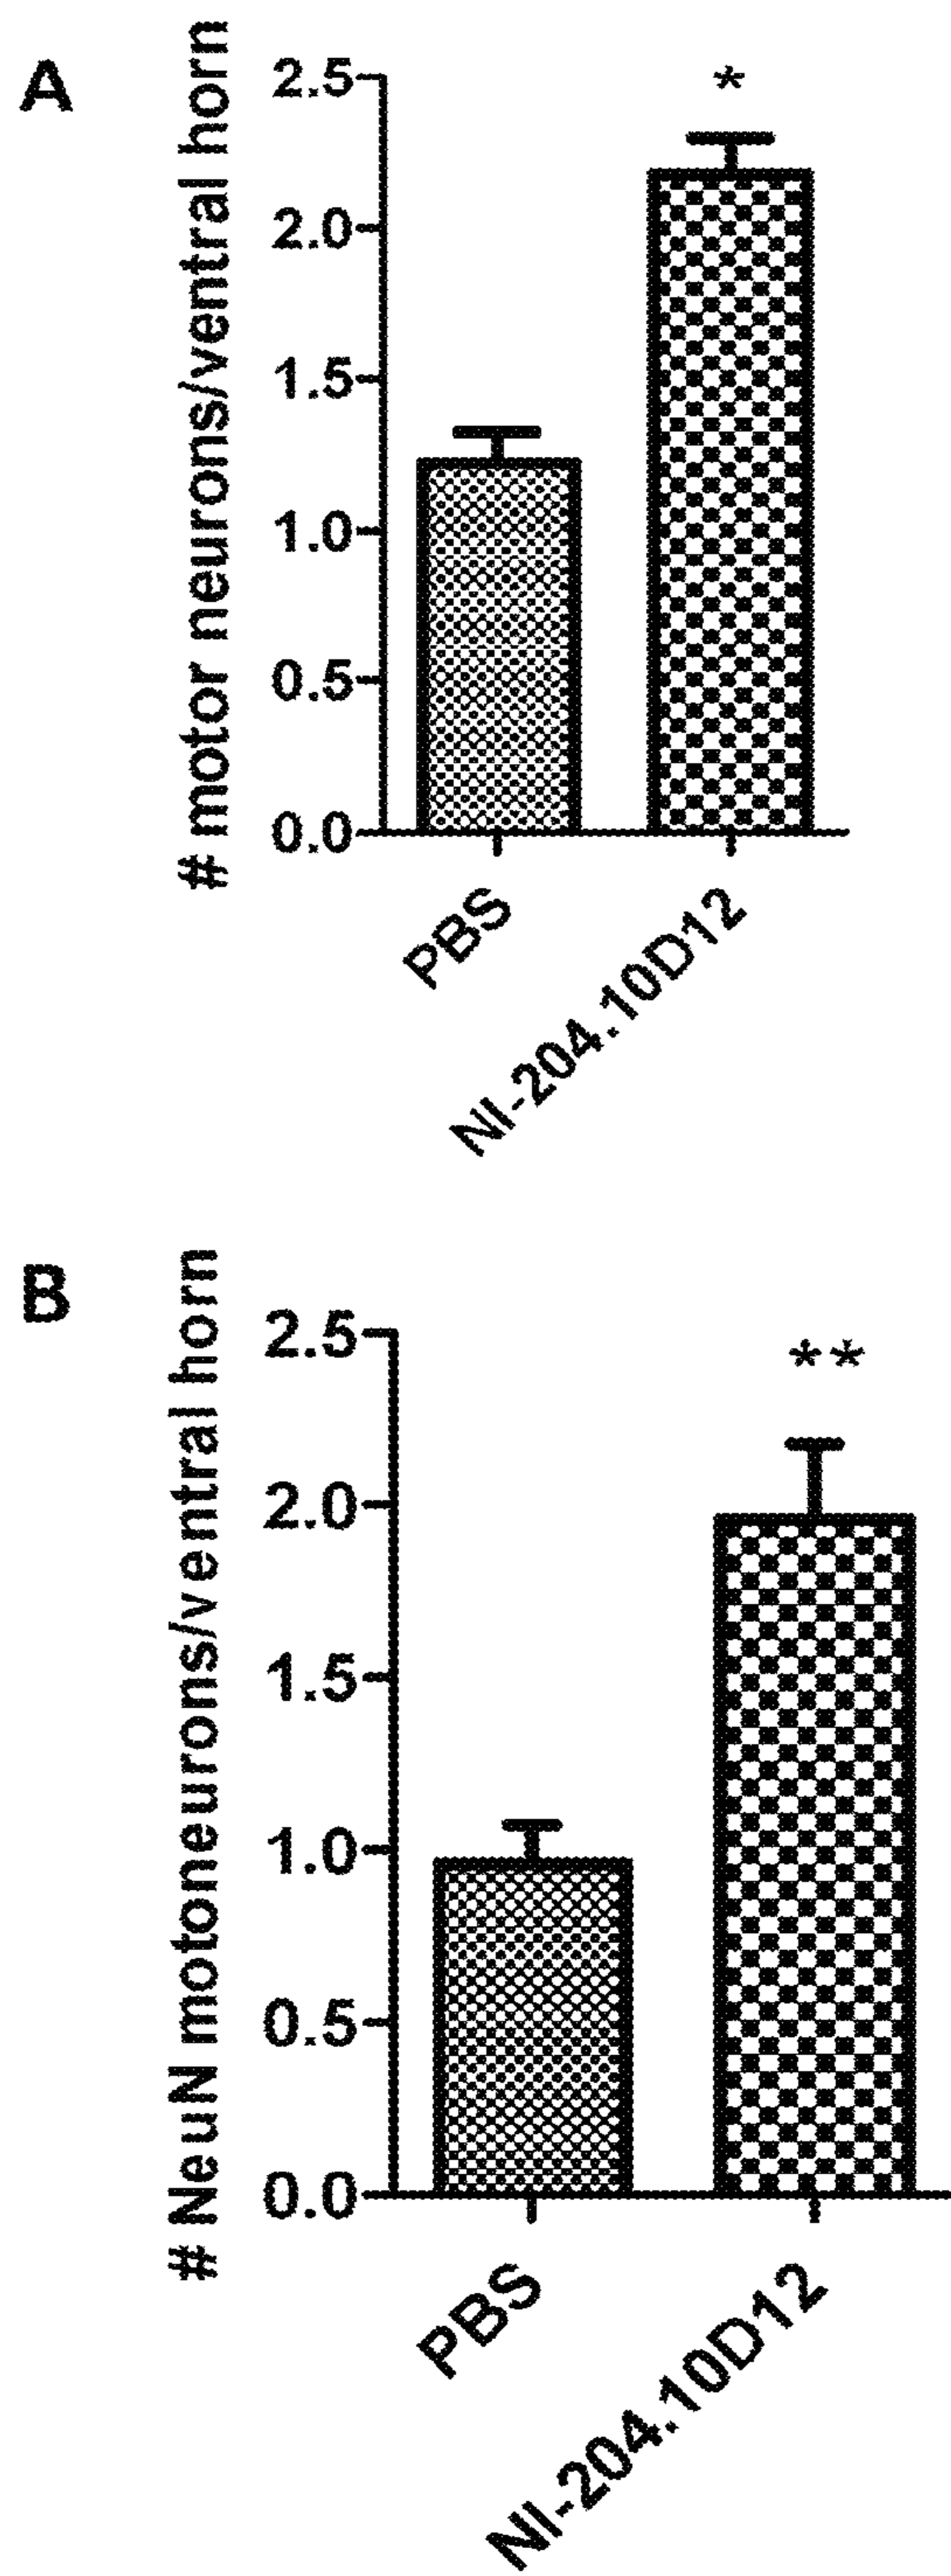 A
# motor neurons/ventral horn
2.5
2.0
1.5
1.0
0.5
0.0
*
PBS
NI-204.10D12
B
# NeuN motoneurons/ventral horn
2.5
2.0
1.5
1.0
0.5
0.0
**
PBS
NI-204.10D12